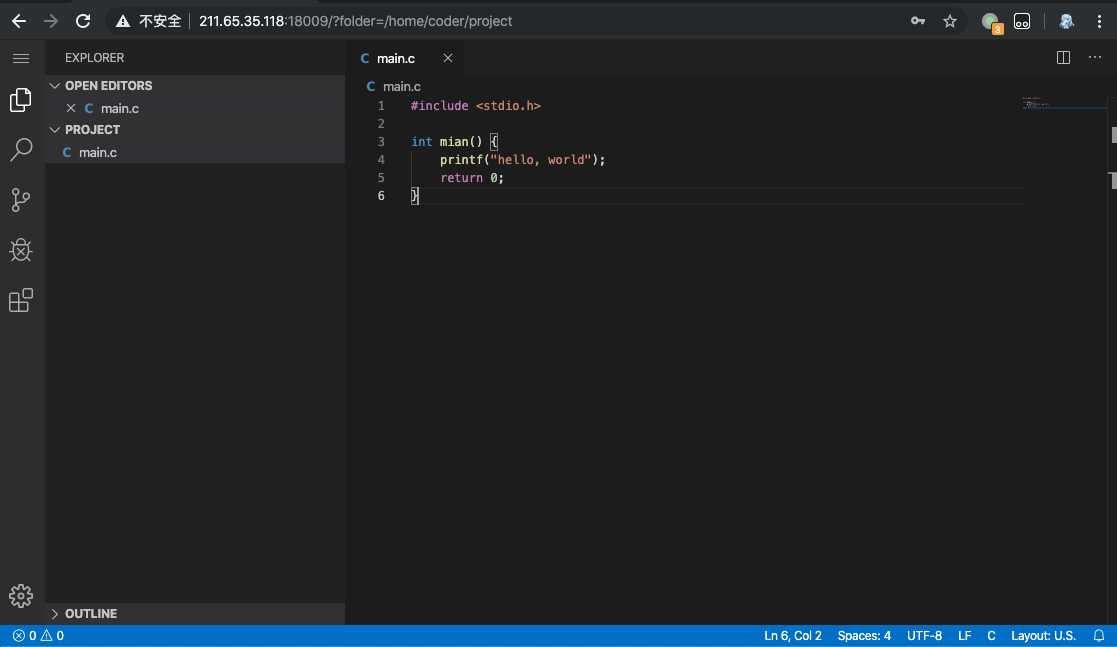 不安全 211.65.35.118:18009/?folder=/home/coder/project
3
EXPLORER
OPEN EDITORS
C main.c
PROJECT
C main.c
OUTLINE
C main.c
C main.c
1 #include <stdio.h>
2
3 int mian() {
4     printf("hello, world");
5     return 0;
6 }
0 0 Ln 6, Col 2 Spaces: 4 UTF-8 LF C Layout: U.S.